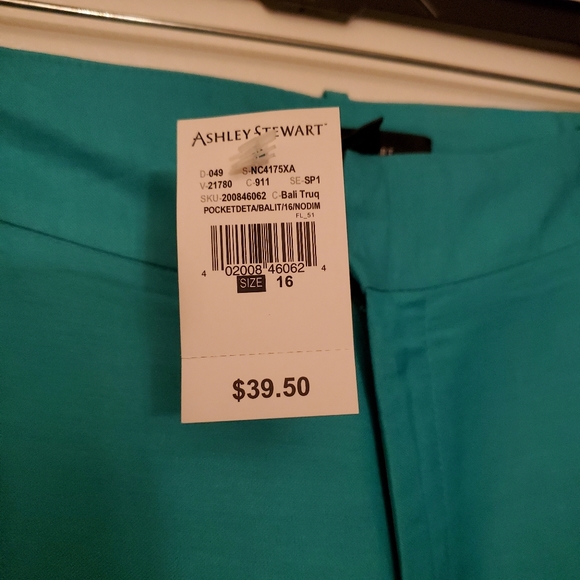 ASHLEY STEWART
D-049 S-NC4175XA
V-21780 C-911 SE-SP1
SKU-200846062 C-Bali Truq
POCKETDETA/BALIT/16/NODIM
FL_51
4 02008 46062 4
SIZE 16
$39.50